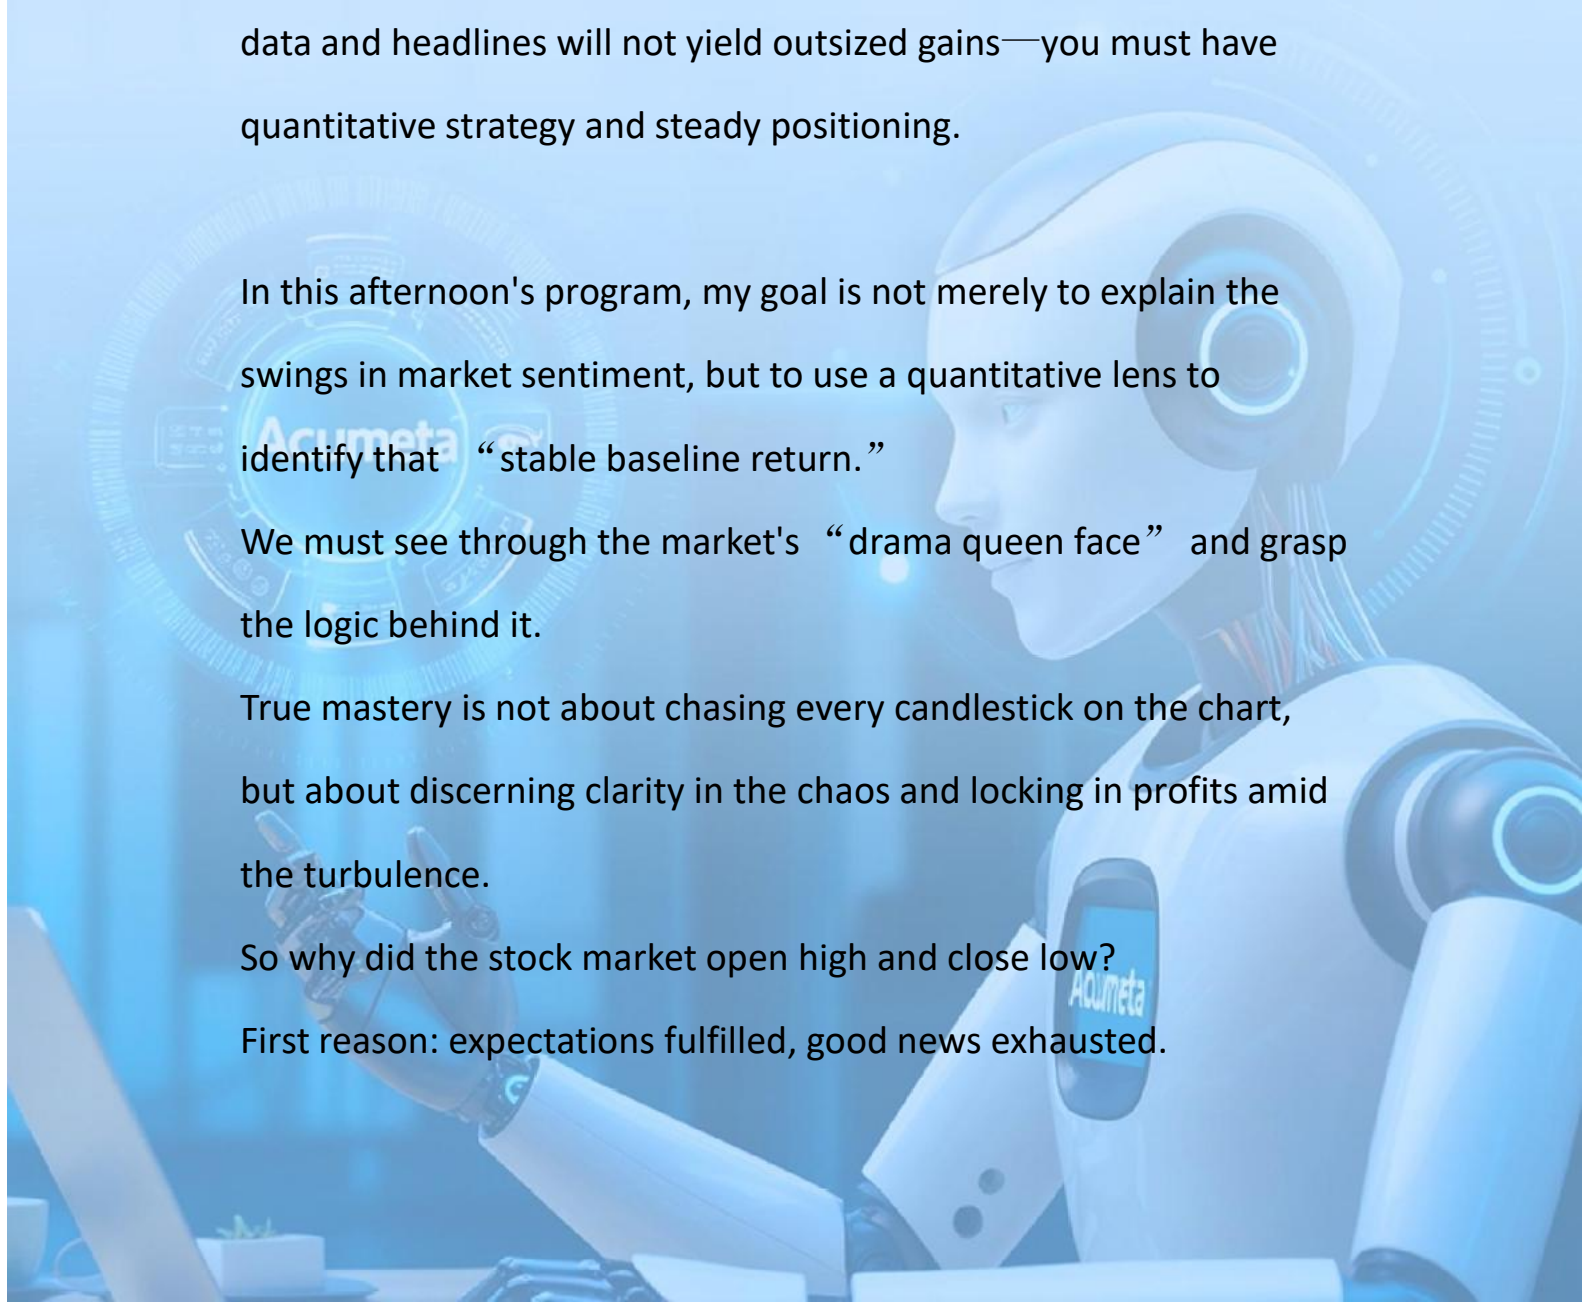 data and headlines will not yield outsized gains—you must have
quantitative strategy and steady positioning.
In this afternoon's program, my goal is not merely to explain the
swings in market sentiment, but to use a quantitative lens to
identify that “stable baseline return.”
Acumeta
We must see through the market's “drama queen face” and grasp
the logic behind it.
True mastery is not about chasing every candlestick on the chart,
but about discerning clarity in the chaos and locking in profits amid
the turbulence.
So why did the stock market open high and close low?
Acumeta
First reason: expectations fulfilled, good news exhausted.